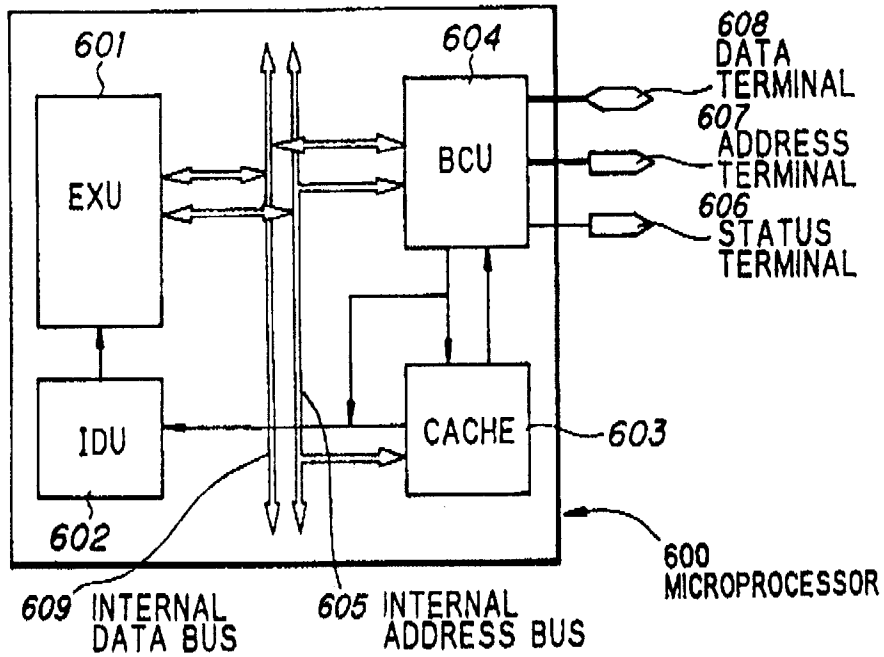 601
604
608
DATA
TERMINAL
607
ADDRESS
TERMINAL
606
STATUS
TERMINAL
EXU
BCU
IDU
CACHE
603
602
600
MICROPROCESSOR
609 INTERNAL
DATA BUS
605 INTERNAL
ADDRESS BUS